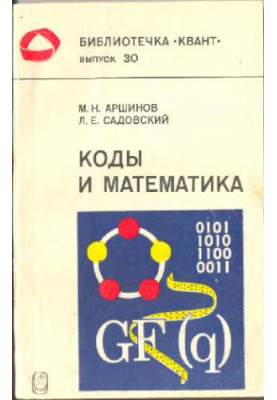 БИБЛИОТЕЧКА •КВАНТ•
ВЫПУСК 30
М. Н. АРШИНОВ
Л. Е. САДОВСКИЙ
КОДЫ
И МАТЕМАТИКА
0101
1010
1100
0011
GF(q)